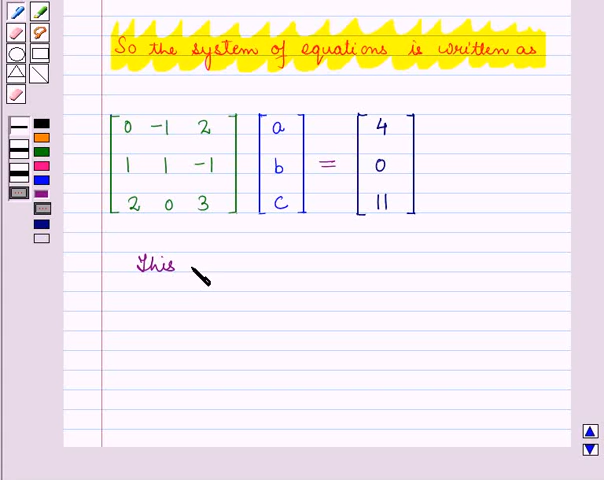 So the system of equations is written as
0 -1 2 a 4
1 1 -1 b = 0
2 0 3 c 11
This